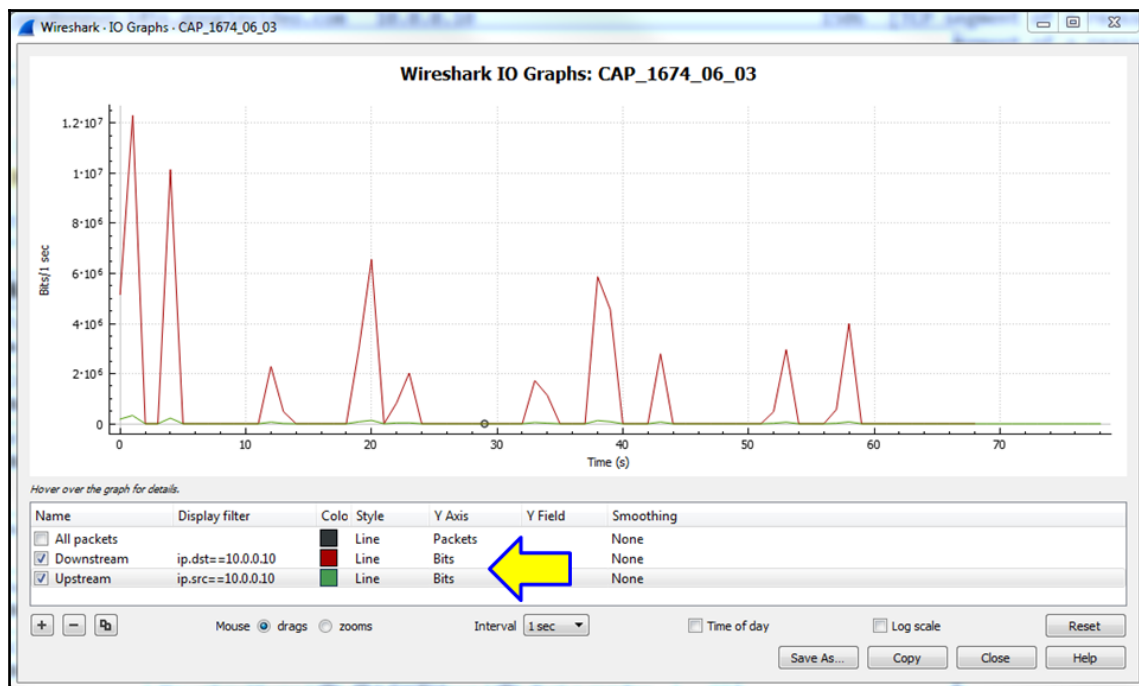 Wireshark · IO Graphs · CAP_1674_06_03
Wireshark IO Graphs: CAP_1674_06_03
1.2·10⁷
1·10⁷
8·10⁶
6·10⁶
4·10⁶
2·10⁶
0
Bits/1 sec
0 10 20 30 40 50 60 70
Time (s)
Hover over the graph for details.
Name Display filter Colo Style Y Axis Y Field Smoothing
All packets Line Packets None
Downstream ip.dst==10.0.0.10 Line Bits None
Upstream ip.src==10.0.0.10 Line Bits None
+ − Mouse drags zooms Interval 1 sec Time of day Log scale Reset
Save As... Copy Close Help